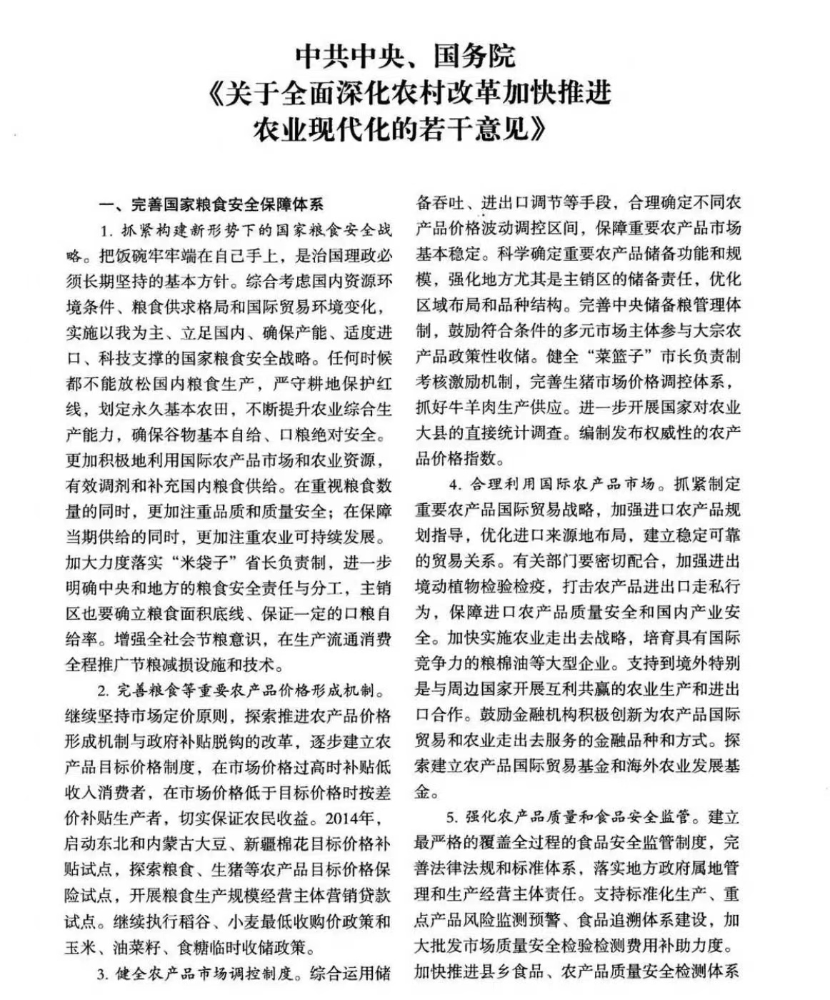 中共中央、国务院
《关于全面深化农村改革加快推进
农业现代化的若干意见》
一、完善国家粮食安全保障体系
1. 抓紧构建新形势下的国家粮食安全战
略。把饭碗牢牢端在自己手上，是治国理政必
须长期坚持的基本方针。综合考虑国内资源环
境条件、粮食供求格局和国际贸易环境变化，
实施以我为主、立足国内、确保产能、适度进
口、科技支撑的国家粮食安全战略。任何时候
都不能放松国内粮食生产，严守耕地保护红
线，划定永久基本农田，不断提升农业综合生
产能力，确保谷物基本自给、口粮绝对安全。
更加积极地利用国际农产品市场和农业资源，
有效调剂和补充国内粮食供给。在重视粮食数
量的同时，更加注重品质和质量安全；在保障
当期供给的同时，更加注重农业可持续发展。
加大力度落实“米袋子”省长负责制，进一步
明确中央和地方的粮食安全责任与分工，主销
区也要确立粮食面积底线、保证一定的口粮自
给率。增强全社会节粮意识，在生产流通消费
全程推广节粮减损设施和技术。
2. 完善粮食等重要农产品价格形成机制。
继续坚持市场定价原则，探索推进农产品价格
形成机制与政府补贴脱钩的改革，逐步建立农
产品目标价格制度，在市场价格过高时补贴低
收入消费者，在市场价格低于目标价格时按差
价补贴生产者，切实保证农民收益。2014年，
启动东北和内蒙古大豆、新疆棉花目标价格补
贴试点，探索粮食、生猪等农产品目标价格保
险试点，开展粮食生产规模经营主体营销贷款
试点。继续执行稻谷、小麦最低收购价政策和
玉米、油菜籽、食糖临时收储政策。
3. 健全农产品市场调控制度。综合运用储
备吞吐、进出口调节等手段，合理确定不同农
产品价格波动调控区间，保障重要农产品市场
基本稳定。科学确定重要农产品储备功能和规
模，强化地方尤其是主销区的储备责任，优化
区域布局和品种结构。完善中央储备粮管理体
制，鼓励符合条件的多元市场主体参与大宗农
产品政策性收储。健全“菜篮子”市长负责制
考核激励机制，完善生猪市场价格调控体系，
抓好牛羊肉生产供应。进一步开展国家对农业
大县的直接统计调查。编制发布权威性的农产
品价格指数。
4. 合理利用国际农产品市场。抓紧制定
重要农产品国际贸易战略，加强进口农产品规
划指导，优化进口来源地布局，建立稳定可靠
的贸易关系。有关部门要密切配合，加强进出
境动植物检验检疫，打击农产品进出口走私行
为，保障进口农产品质量安全和国内产业安
全。加快实施农业走出去战略，培育具有国际
竞争力的粮棉油等大型企业。支持到境外特别
是与周边国家开展互利共赢的农业生产和进出
口合作。鼓励金融机构积极创新为农产品国际
贸易和农业走出去服务的金融品种和方式。探
索建立农产品国际贸易基金和海外农业发展基
金。
5. 强化农产品质量和食品安全监管。建立
最严格的覆盖全过程的食品安全监管制度，完
善法律法规和标准体系，落实地方政府属地管
理和生产经营主体责任。支持标准化生产、重
点产品风险监测预警、食品追溯体系建设，加
大批发市场质量安全检验检测费用补助力度。
加快推进县乡食品、农产品质量安全检测体系